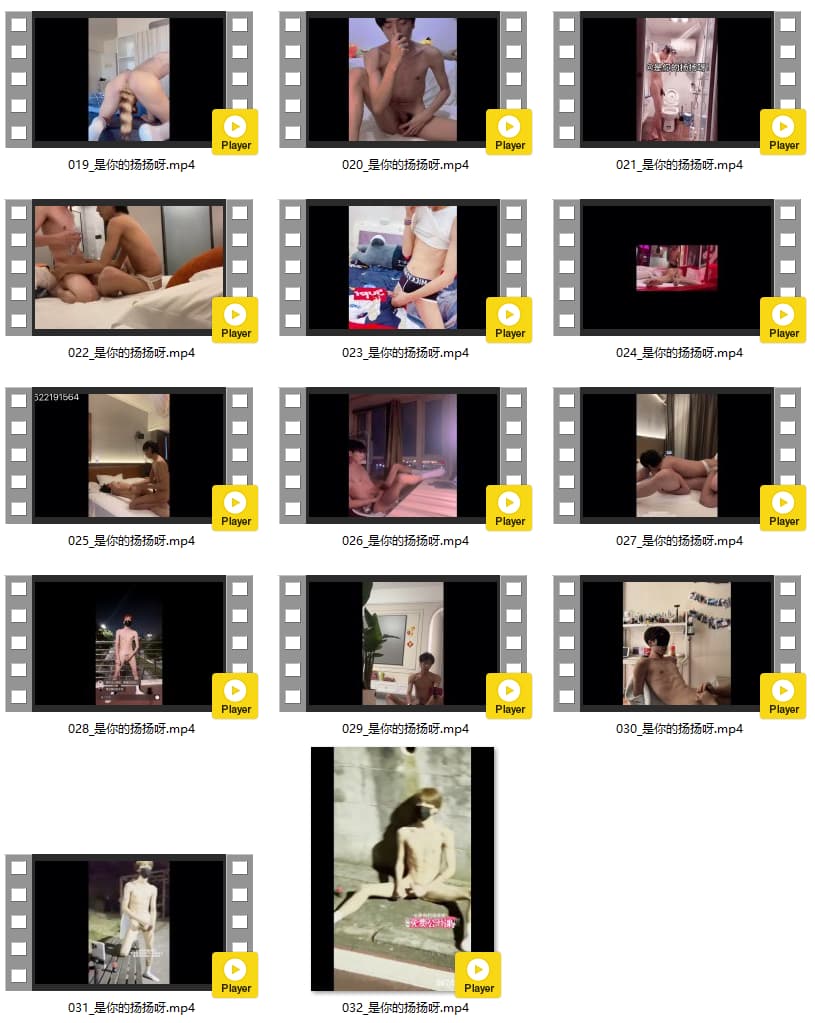 Player
Player
Player
019_是你的扬扬呀.mp4
020_是你的扬扬呀.mp4
@是你的扬扬呀!
021_是你的扬扬呀.mp4
Player
Player
Player
022_是你的扬扬呀.mp4
023_是你的扬扬呀.mp4
024_是你的扬扬呀.mp4
622191564
Player
Player
Player
025_是你的扬扬呀.mp4
026_是你的扬扬呀.mp4
027_是你的扬扬呀.mp4
Player
Player
Player
028_是你的扬扬呀.mp4
029_是你的扬扬呀.mp4
030_是你的扬扬呀.mp4
Player
Player
031_是你的扬扬呀.mp4
032_是你的扬扬呀.mp4